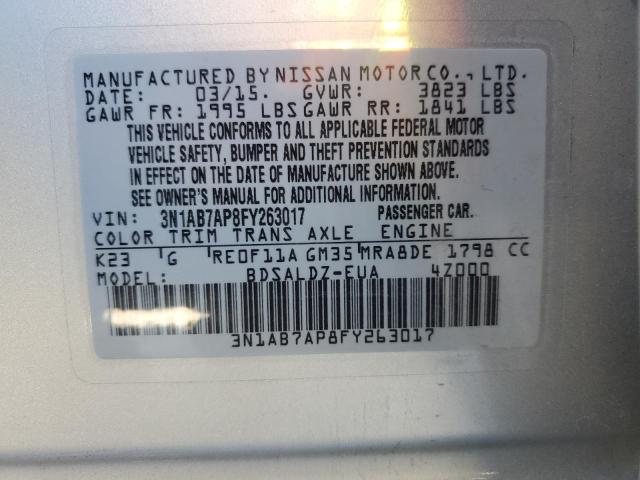 MANUFACTURED BY NISSAN MOTOR CO., LTD.
DATE: 03/15. GVWR: 3823 LBS
GAWR FR: 1995 LBS GAWR RR: 1841 LBS
THIS VEHICLE CONFORMS TO ALL APPLICABLE FEDERAL MOTOR
VEHICLE SAFETY, BUMPER AND THEFT PREVENTION STANDARDS
IN EFFECT ON THE DATE OF MANUFACTURE SHOWN ABOVE.
SEE OWNER'S MANUAL FOR ADDITIONAL INFORMATION.
VIN: 3N1AB7AP8FY263017 PASSENGER CAR.
COLOR TRIM TRANS AXLE ENGINE
K23 G RE0F11A GM35 MRA8DE 1798 CC
MODEL: BDSALDZ-EUA 4Z000
3N1AB7AP8FY263017